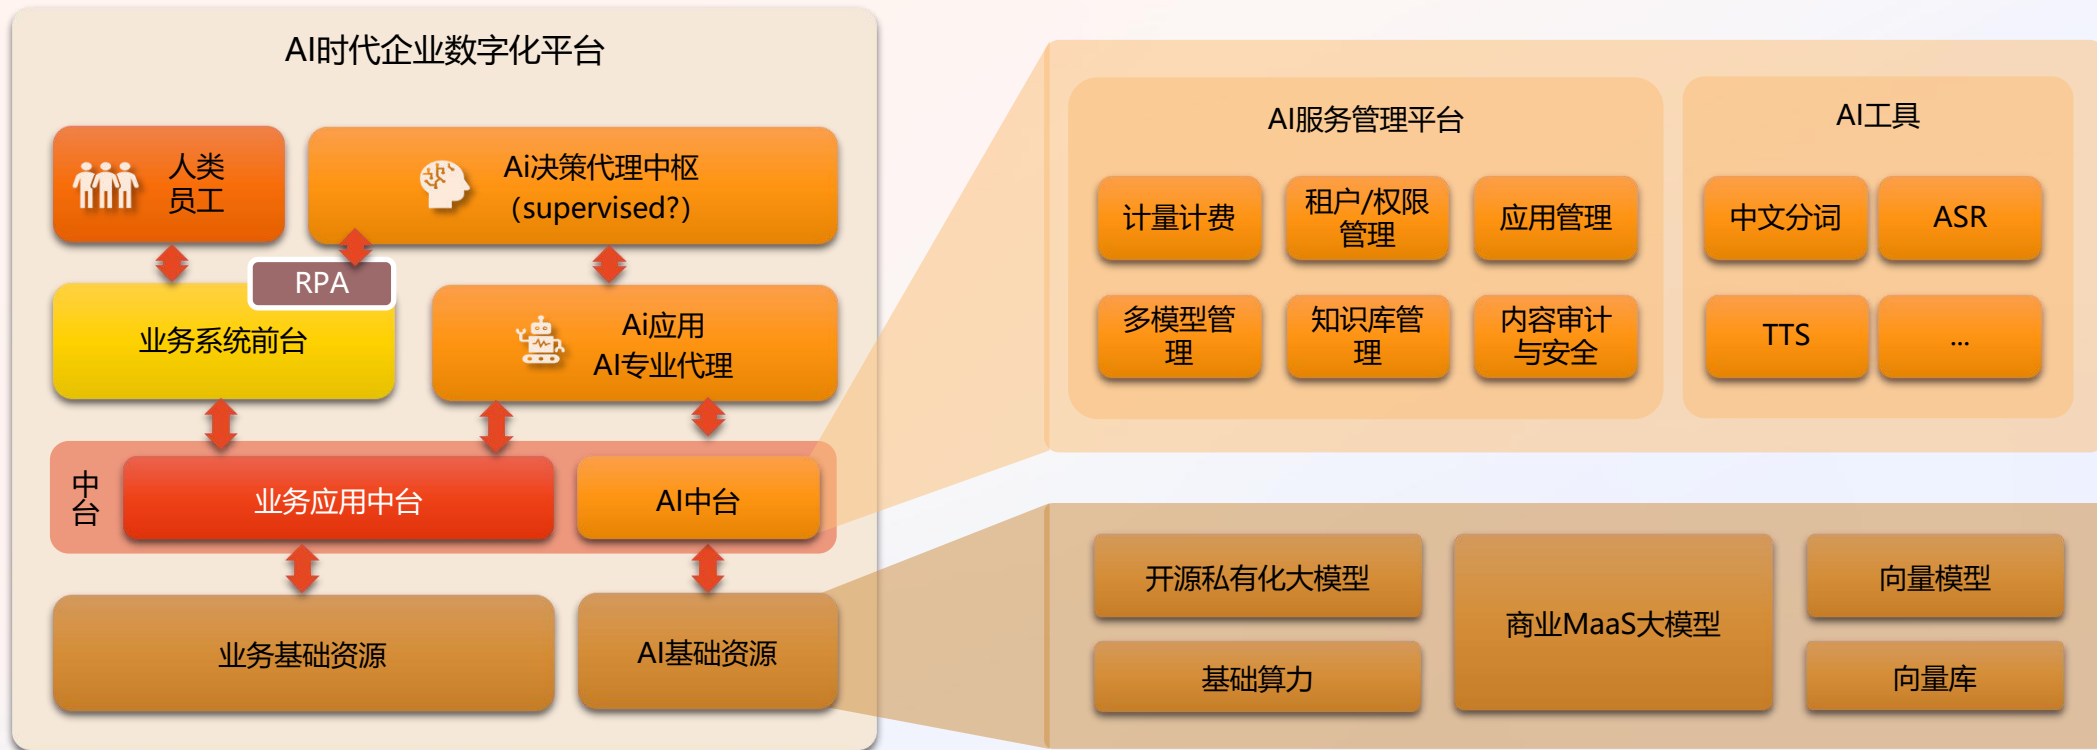 AI时代企业数字化平台
人类
员工
Ai决策代理中枢
（supervised?）
RPA
业务系统前台
Ai应用
AI专业代理
中
台
业务应用中台
AI中台
业务基础资源
AI基础资源
AI服务管理平台
计量计费
租户/权限
管理
应用管理
多模型管
理
知识库管
理
内容审计
与安全
AI工具
中文分词
ASR
TTS
...
开源私有化大模型
基础算力
商业MaaS大模型
向量模型
向量库